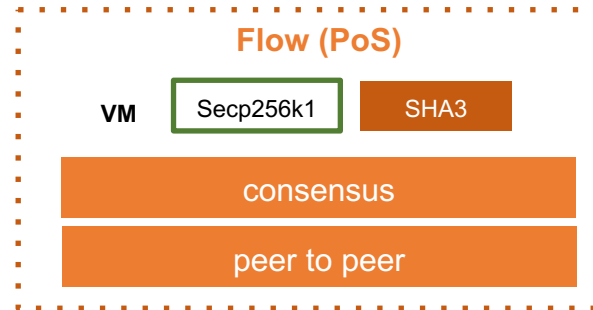 Flow (PoS)
VM Secp256k1 SHA3
consensus
peer to peer